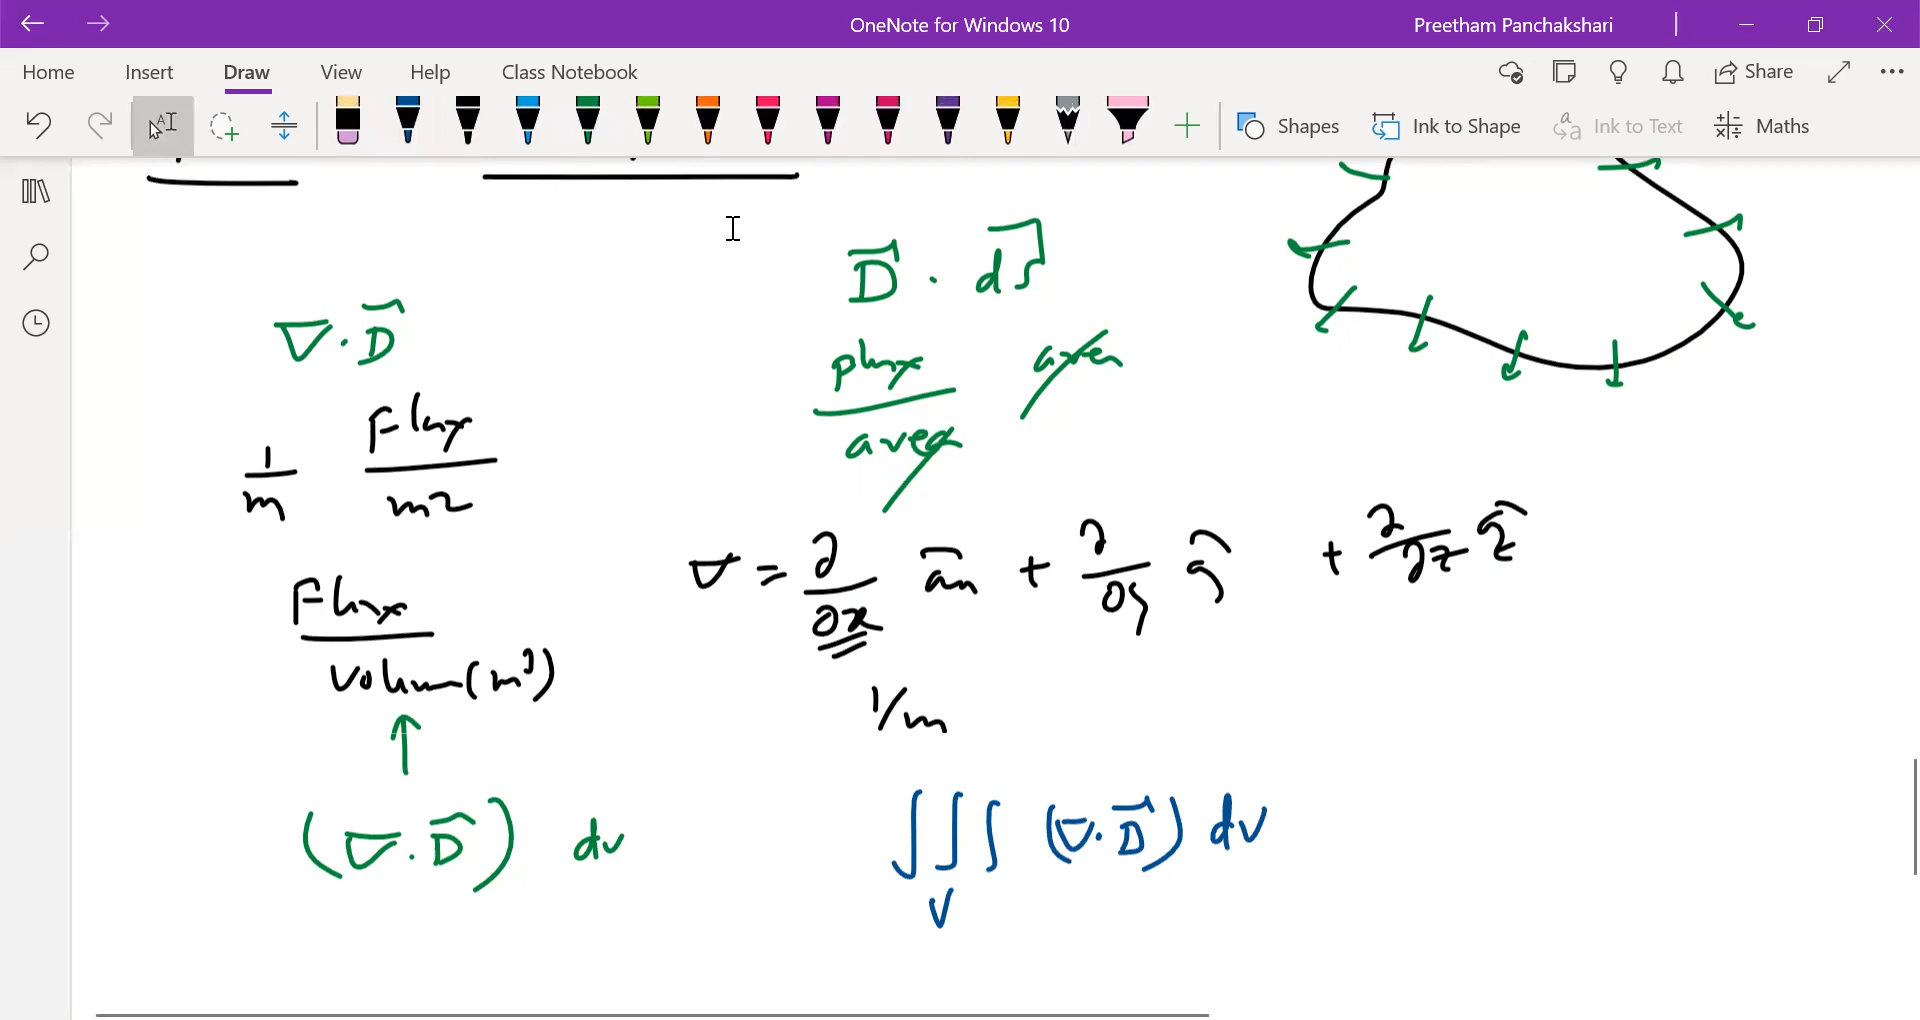 OneNote for Windows 10
Preetham Panchakshari
Home Insert Draw View Help Class Notebook
Share
Shapes Ink to Shape Ink to Text Maths
D⃗ . dS⃗
∇ . D⃗
flux / area area
1/m Flux/m2
∇ = ∂/∂x a͡x + ∂/∂y ŷ + ∂/∂z ẑ
Flux / volume (m³)
1/m
(∇ . D⃗) dv
∫∫∫ (∇ . D⃗) dv
V